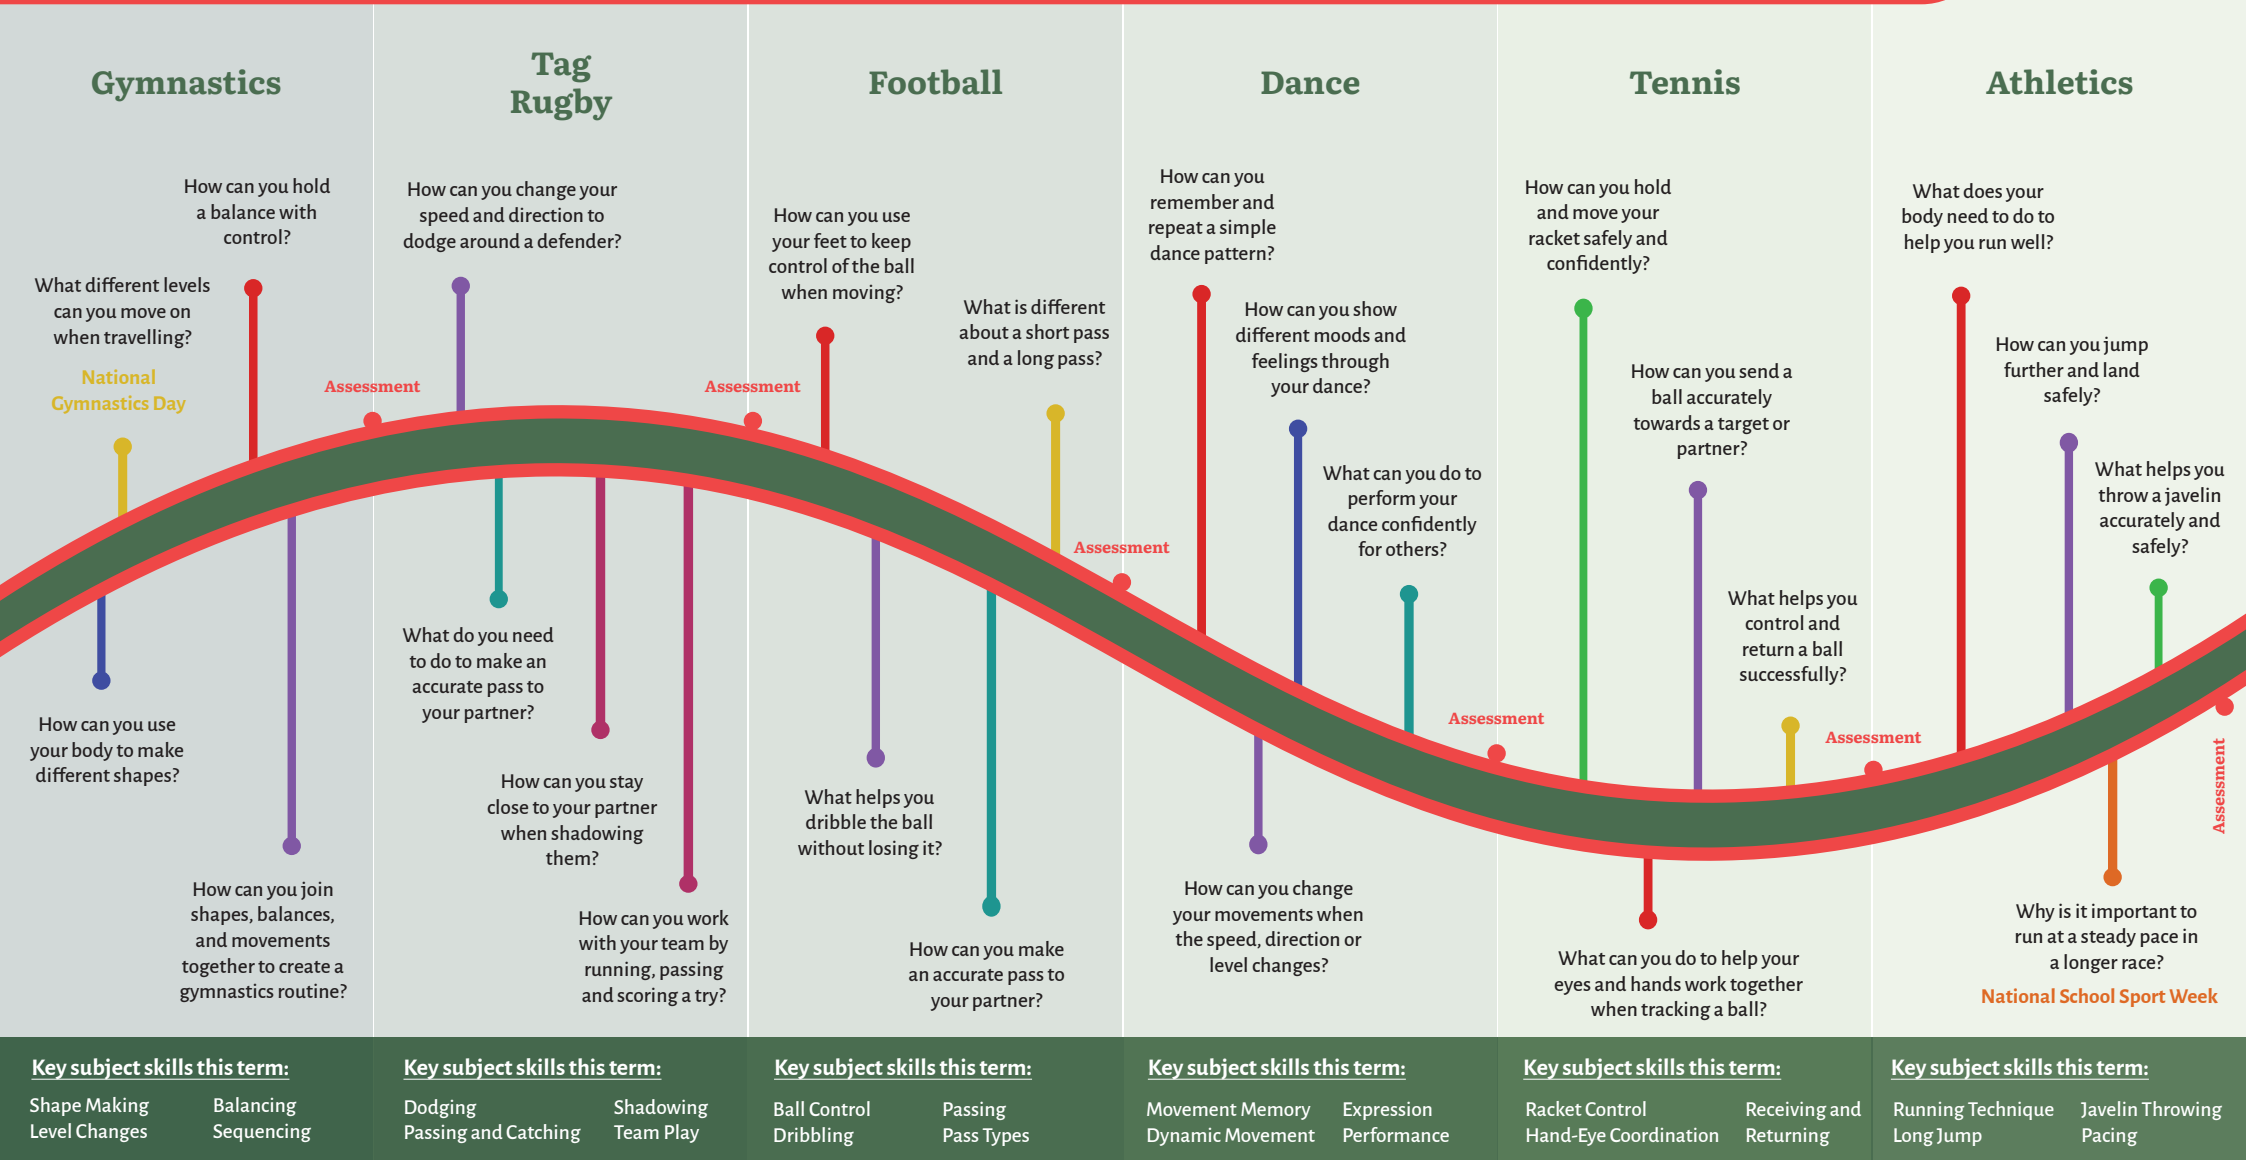 Gymnastics
How can you hold
a balance with
control?
What different levels
can you move on
when travelling?
National
Gymnastics Day
Assessment
How can you use
your body to make
different shapes?
How can you join
shapes, balances,
and movements
together to create a
gymnastics routine?
Key subject skills this term:
Shape Making
Level Changes
Balancing
Sequencing
Tag
Rugby
How can you change your
speed and direction to
dodge around a defender?
Assessment
What do you need
to do to make an
accurate pass to
your partner?
How can you stay
close to your partner
when shadowing
them?
How can you work
with your team by
running, passing
and scoring a try?
Key subject skills this term:
Dodging
Passing and Catching
Shadowing
Team Play
Football
How can you use
your feet to keep
control of the ball
when moving?
What is different
about a short pass
and a long pass?
Assessment
What helps you
dribble the ball
without losing it?
How can you make
an accurate pass to
your partner?
Key subject skills this term:
Ball Control
Dribbling
Passing
Pass Types
Dance
How can you
remember and
repeat a simple
dance pattern?
How can you show
different moods and
feelings through
your dance?
What can you do to
perform your
dance confidently
for others?
Assessment
How can you change
your movements when
the speed, direction or
level changes?
Key subject skills this term:
Movement Memory
Dynamic Movement
Expression
Performance
Tennis
How can you hold
and move your
racket safely and
confidently?
How can you send a
ball accurately
towards a target or
partner?
What helps you
control and
return a ball
successfully?
Assessment
What can you do to help your
eyes and hands work together
when tracking a ball?
Key subject skills this term:
Racket Control
Hand-Eye Coordination
Receiving and
Returning
Athletics
What does your
body need to do to
help you run well?
How can you jump
further and land
safely?
What helps you
throw a javelin
accurately and
safely?
Assessment
Why is it important to
run at a steady pace in
a longer race?
National School Sport Week
Key subject skills this term:
Running Technique
Long Jump
Javelin Throwing
Pacing